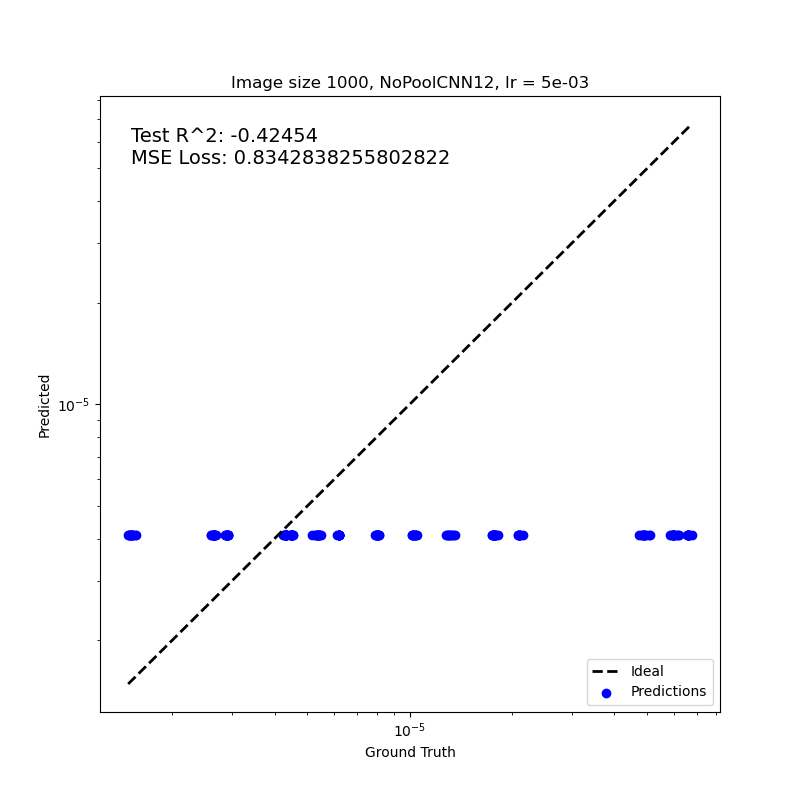 Image size 1000, NoPoolCNN12, lr = 5e-03
Test R^2: -0.42454
MSE Loss: 0.8342838255802822
Predicted
10⁻⁵
Ideal
Predictions
10⁻⁵
Ground Truth